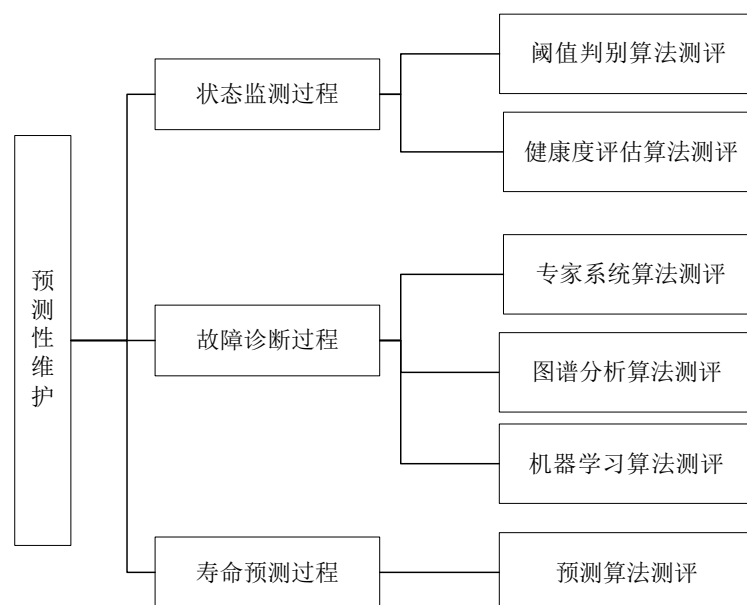 预测性维护
状态监测过程
阈值判别算法测评
健康度评估算法测评
故障诊断过程
专家系统算法测评
图谱分析算法测评
机器学习算法测评
寿命预测过程
预测算法测评